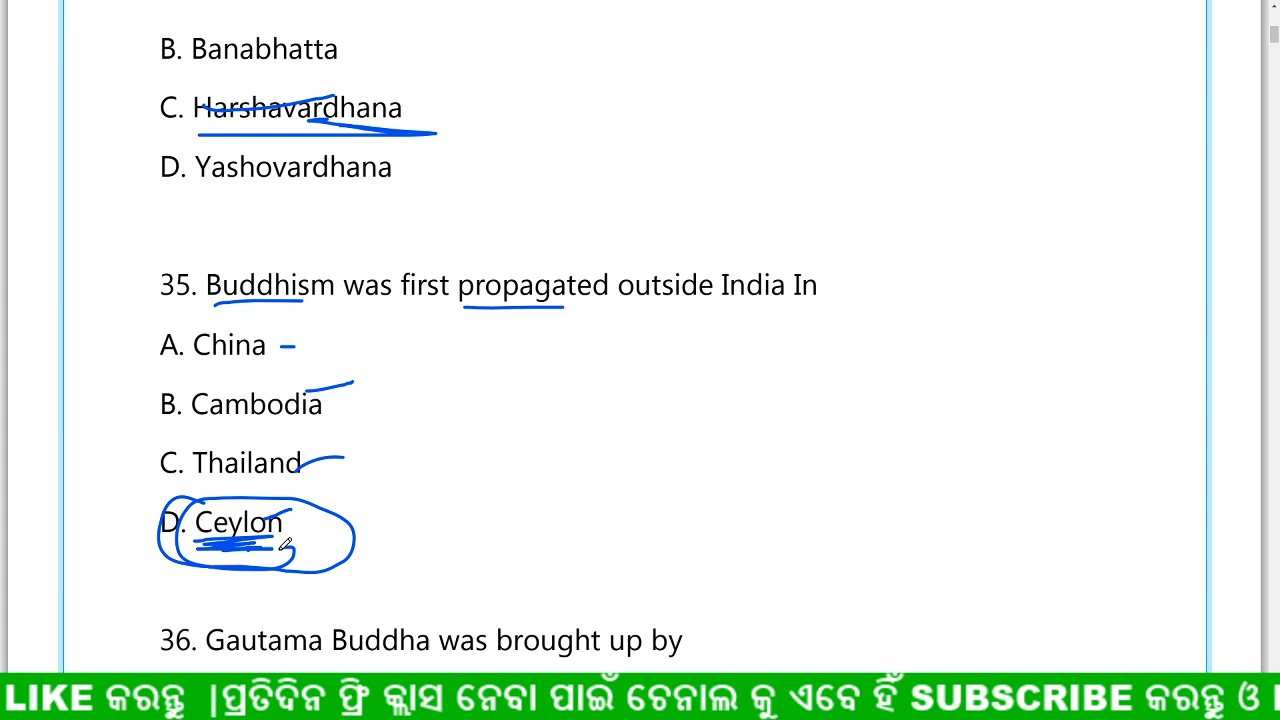 B. Banabhatta
C. Harshavardhana
D. Yashovardhana
35. Buddhism was first propagated outside India In
A. China
B. Cambodia
C. Thailand
D. Ceylon
36. Gautama Buddha was brought up by
LIKE କରନ୍ତୁ |ପ୍ରତିଦିନ ଫ୍ରି କ୍ଲାସ ନେବା ପାଇଁ ଚେନାଲ କୁ ଏବେ ହିଁ SUBSCRIBE କରନ୍ତୁ ଓ